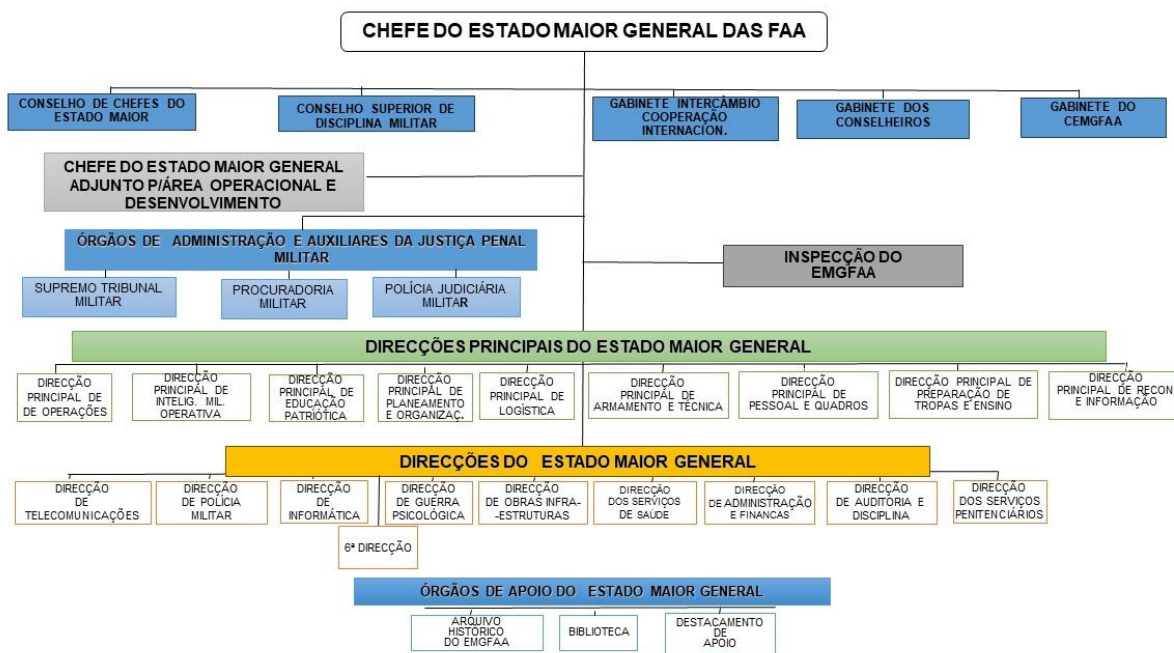 CHEFE DO ESTADO MAIOR GENERAL DAS FAA
CONSELHO DE CHEFES DO
ESTADO MAIOR
CONSELHO SUPERIOR DE
DISCIPLINA MILITAR
GABINETE INTERCÂMBIO
COOPERAÇÃO
INTERNACION.
GABINETE DOS
CONSELHEIROS
GABINETE DO
CEMGFAA
CHEFE DO ESTADO MAIOR GENERAL
ADJUNTO P/ÁREA OPERACIONAL E
DESENVOLVIMENTO
ÓRGÃOS DE ADMINISTRAÇÃO E AUXILIARES DA JUSTIÇA PENAL
MILITAR
INSPECÇÃO DO
EMGFAA
SUPREMO TRIBUNAL
MILITAR
PROCURADORIA
MILITAR
POLÍCIA JUDICIÁRIA
MILITAR
DIRECÇÕES PRINCIPAIS DO ESTADO MAIOR GENERAL
DIRECÇÃO
PRINCIPAL DE
DE OPERAÇÕES
DIRECÇÃO
PRINCIPAL DE
INTELIG. MIL.
OPERATIVA
DIRECÇÃO
PRINCIPAL DE
EDUCAÇÃO
PATRIÓTICA
DIRECÇÃO
PRINCIPAL DE
PLANEAMENTO
E ORGANIZAÇ.
DIRECÇÃO
PRINCIPAL DE
LOGÍSTICA
DIRECÇÃO
PRINCIPAL DE
ARMAMENTO E TÉCNICA
DIRECÇÃO
PRINCIPAL DE
PESSOAL E QUADROS
DIRECÇÃO PRINCIPAL DE
PREPARAÇÃO DE
TROPAS E ENSINO
DIRECÇÃO
PRINCIPAL DE RECON
E INFORMAÇÃO
DIRECÇÕES DO ESTADO MAIOR GENERAL
DIRECÇÃO
DE
TELECOMUNICAÇÕES
DIRECÇÃO
DE POLÍCIA
MILITAR
DIRECÇÃO
DE
INFORMÁTICA
DIRECÇÃO
DE GUERRA
PSICOLÓGICA
DIRECÇÃO
DE OBRAS INFRA-
-ESTRUTURAS
DIRECÇÃO
DOS SERVIÇOS
DE SAÚDE
DIRECÇÃO
DE ADMINISTRAÇÃO
E FINANCAS
DIRECÇÃO
DE AUDITORIA E
DISCIPLINA
DIRECÇÃO
DOS SERVIÇOS
PENITENCIÁRIOS
6ª DIRECÇÃO
ÓRGÃOS DE APOIO DO ESTADO MAIOR GENERAL
ARQUIVO
HISTÓRICO
DO EMGFAA
BIBLIOTECA
DESTACAMENTO
DE
APOIO